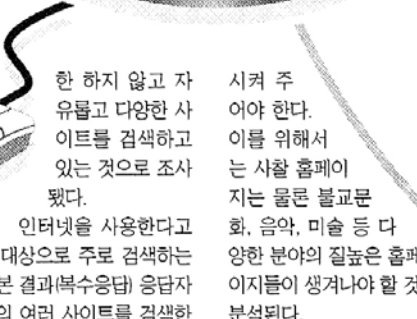 한 하지 않고 자
유롭고 다양한 사
이트를 검색하고
있는 것으로 조사
됐다.
인터넷을 사용한다고
대상으로 주로 검색하는
본 결과(복수응답) 응답자
의 여러 사이트를 검색한
시켜 주
어야 한다.
이를 위해서
는 사찰 홈페이
지는 물론 불교문
화, 음악, 미술 등 다
양한 분야의 질높은 홈페
이지들이 생겨나야 할 것
분석된다